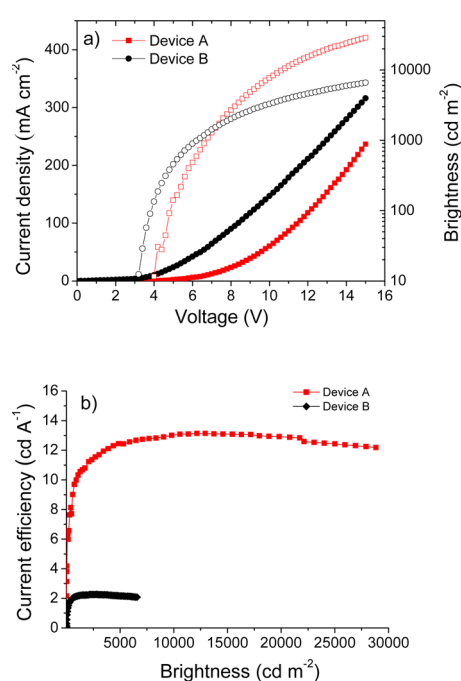 a)
Device A
Device B
400
300
200
100
0
Current density (mA cm-2)
10000
1000
100
10
Brightness (cd m-2)
0 2 4 6 8 10 12 14 16
Voltage (V)
b)
Device A
Device B
16
14
12
10
8
6
4
2
0
Current efficiency (cd A-1)
5000 10000 15000 20000 25000 30000
Brightness (cd m-2)